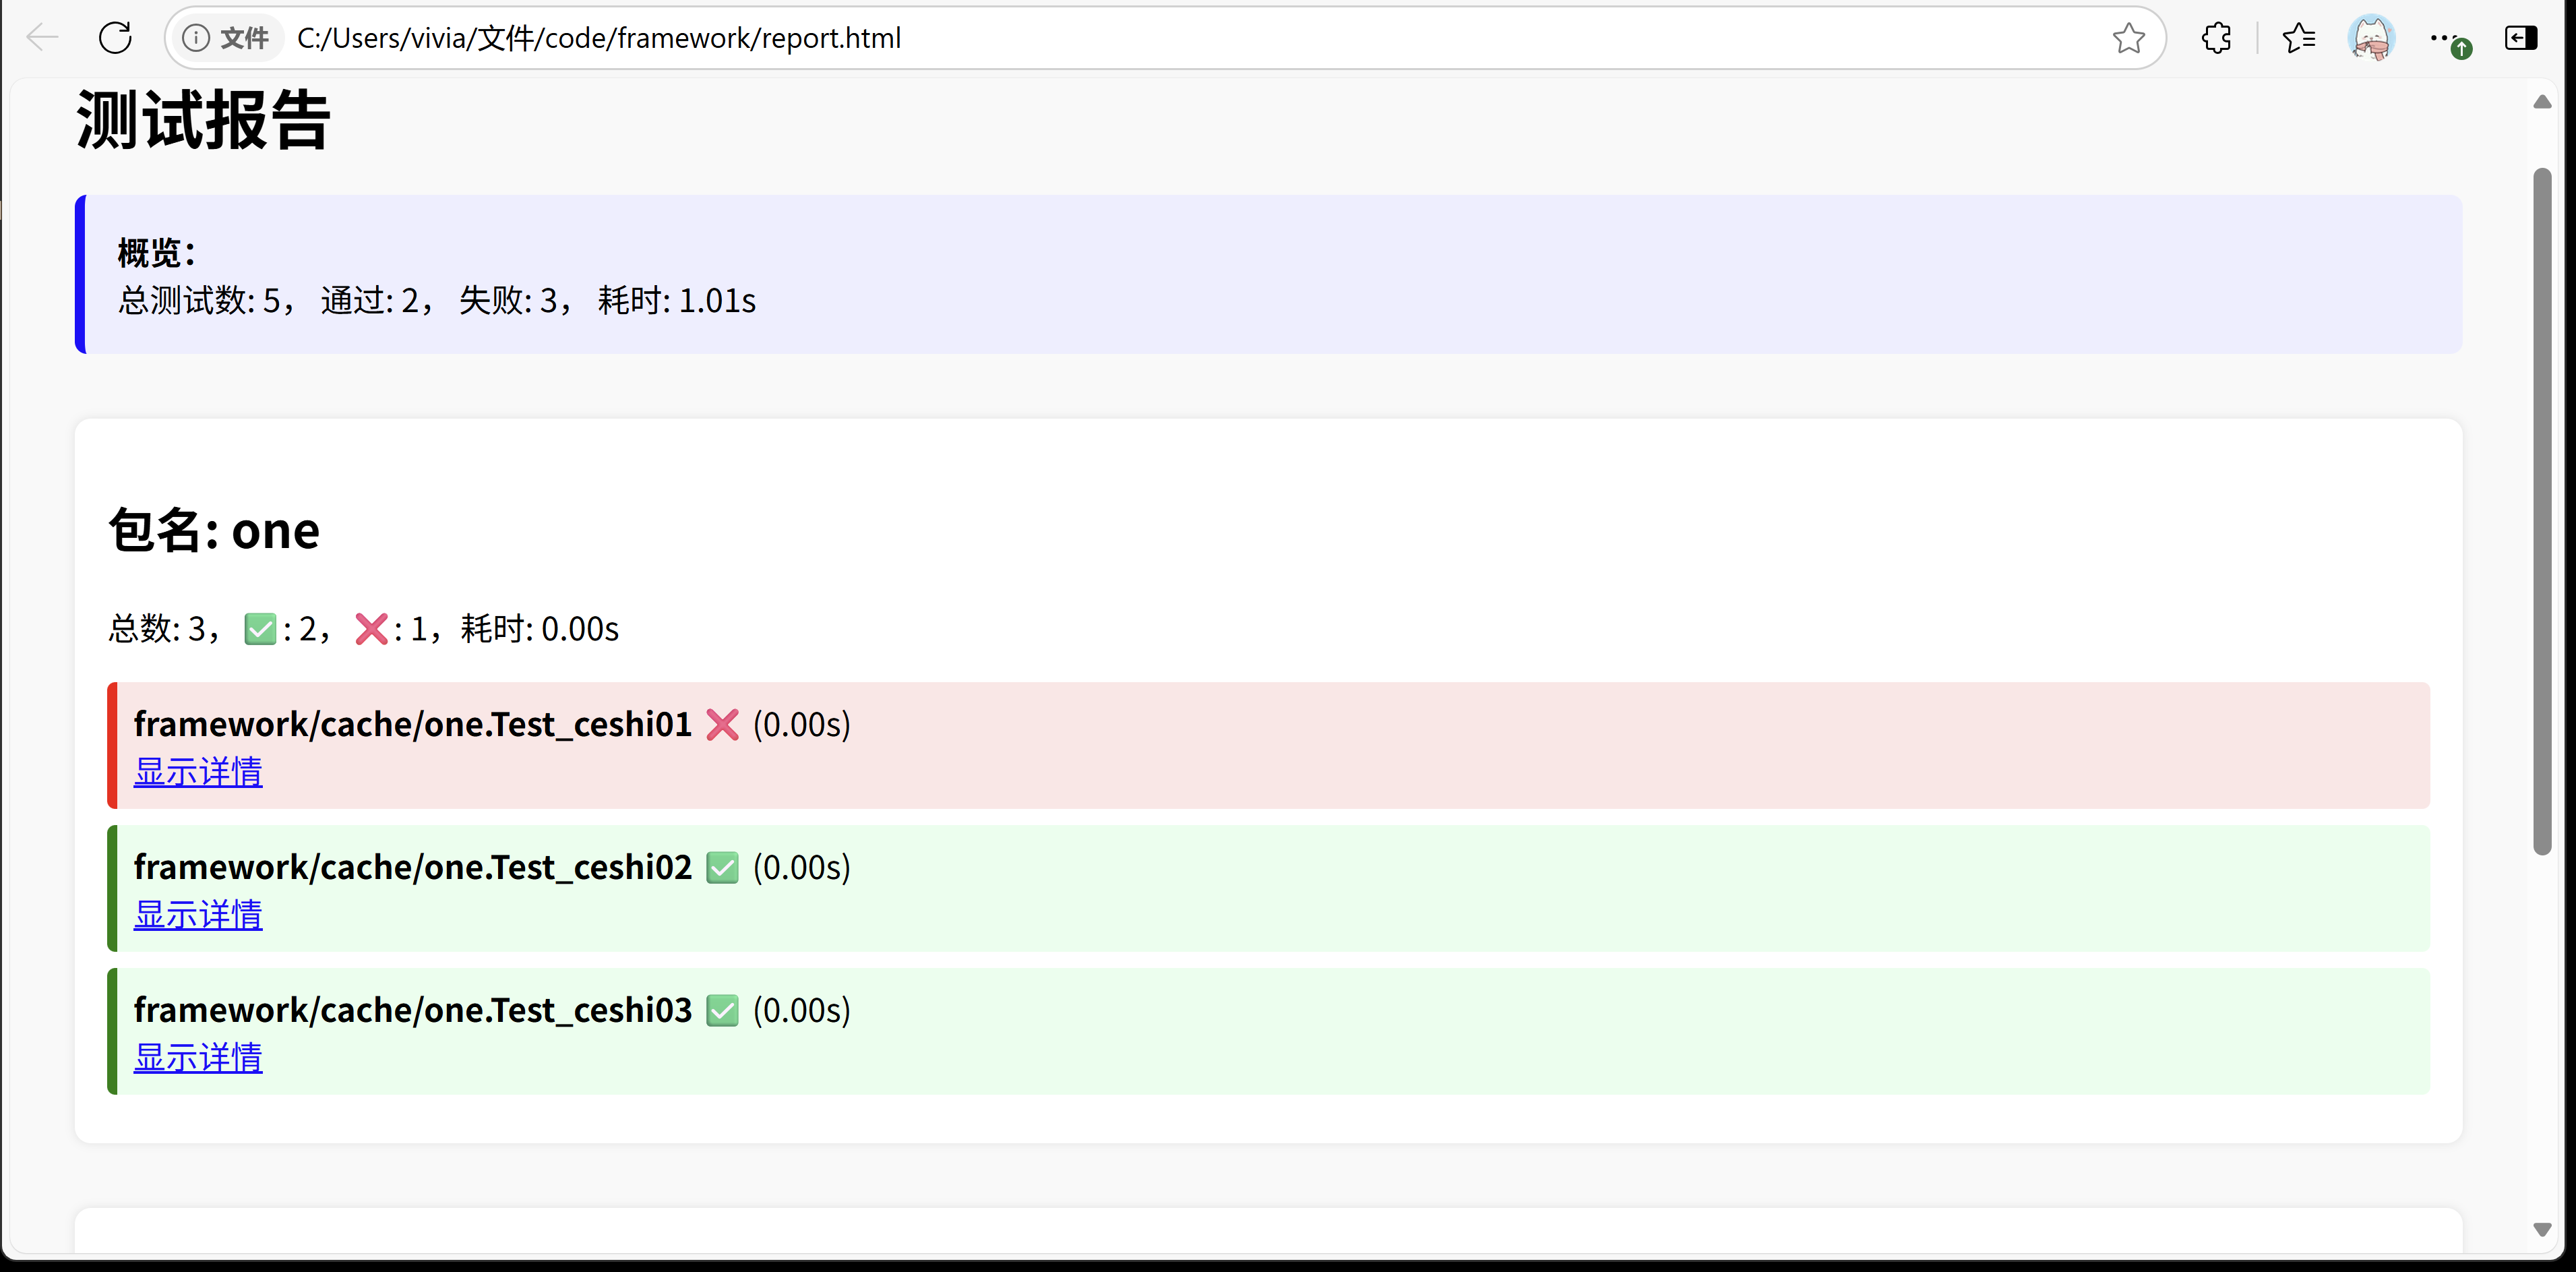 文件 C:/Users/vivia/文件/code/framework/report.html
测试报告
概览：
总测试数: 5， 通过: 2， 失败: 3， 耗时: 1.01s
包名: one
总数: 3， ✅: 2， ❌: 1，耗时: 0.00s
framework/cache/one.Test_ceshi01 ❌ (0.00s)
显示详情
framework/cache/one.Test_ceshi02 ✅ (0.00s)
显示详情
framework/cache/one.Test_ceshi03 ✅ (0.00s)
显示详情